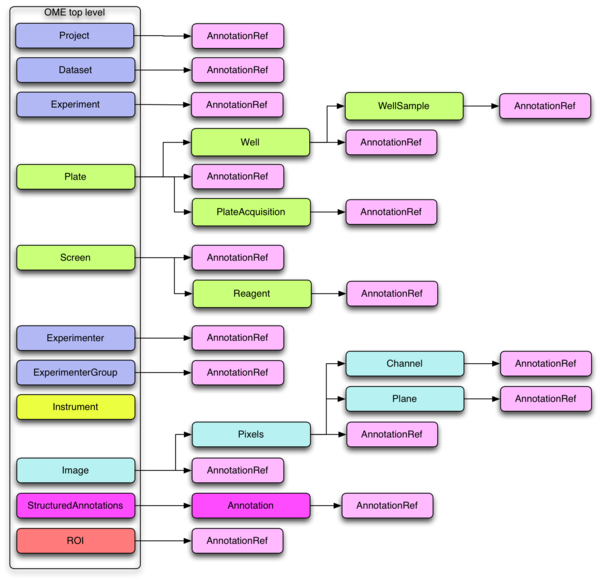 OME top level
Project AnnotationRef
Dataset AnnotationRef
Experiment AnnotationRef
WellSample AnnotationRef
Well AnnotationRef
Plate AnnotationRef
PlateAcquisition AnnotationRef
Screen AnnotationRef
Reagent AnnotationRef
Experimenter AnnotationRef
Channel AnnotationRef
ExperimenterGroup AnnotationRef
Plane AnnotationRef
Instrument
Pixels AnnotationRef
Image AnnotationRef
StructuredAnnotations Annotation AnnotationRef
ROI AnnotationRef